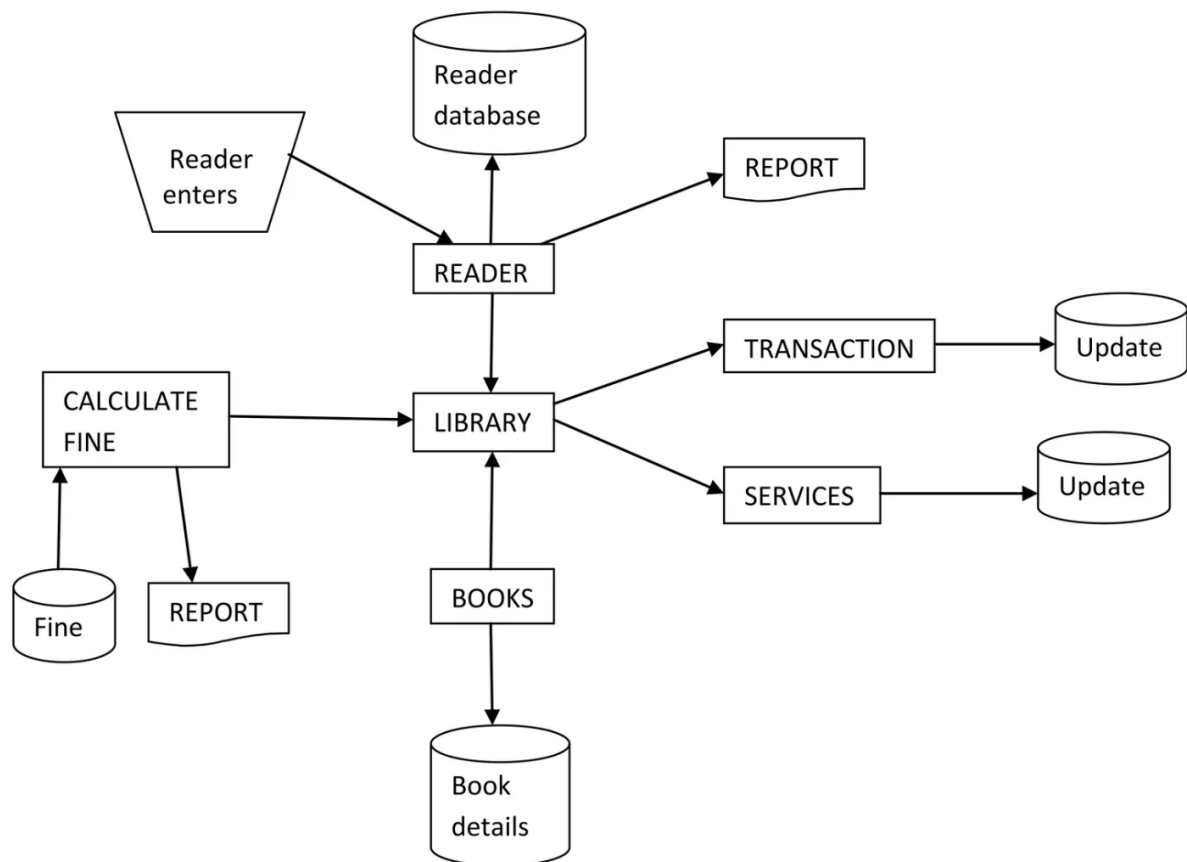 Reader
database
Reader
enters
REPORT
READER
TRANSACTION
Update
CALCULATE
FINE
LIBRARY
SERVICES
Update
Fine
REPORT
BOOKS
Book
details